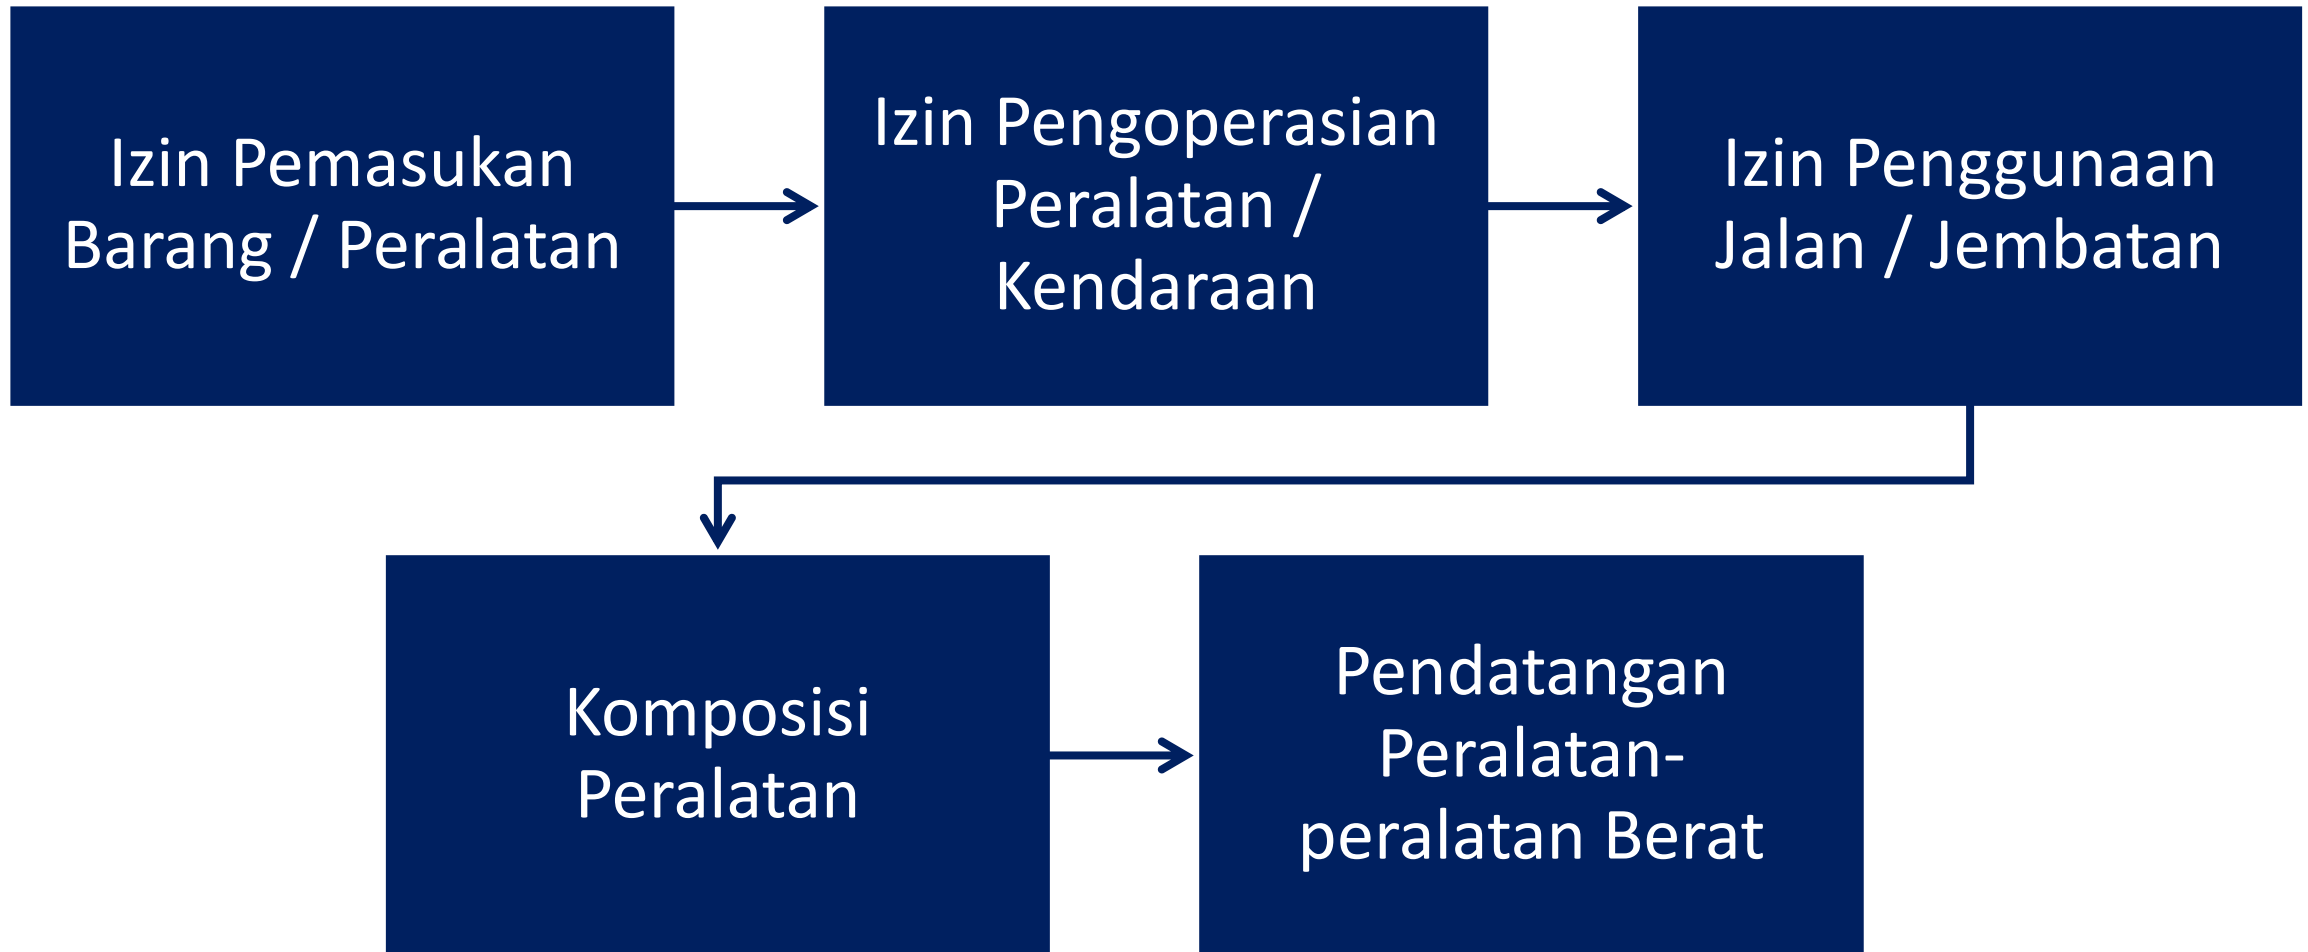 Izin Pemasukan
Barang / Peralatan
Izin Pengoperasian
Peralatan /
Kendaraan
Izin Penggunaan
Jalan / Jembatan
Komposisi
Peralatan
Pendatangan
Peralatan-
peralatan Berat